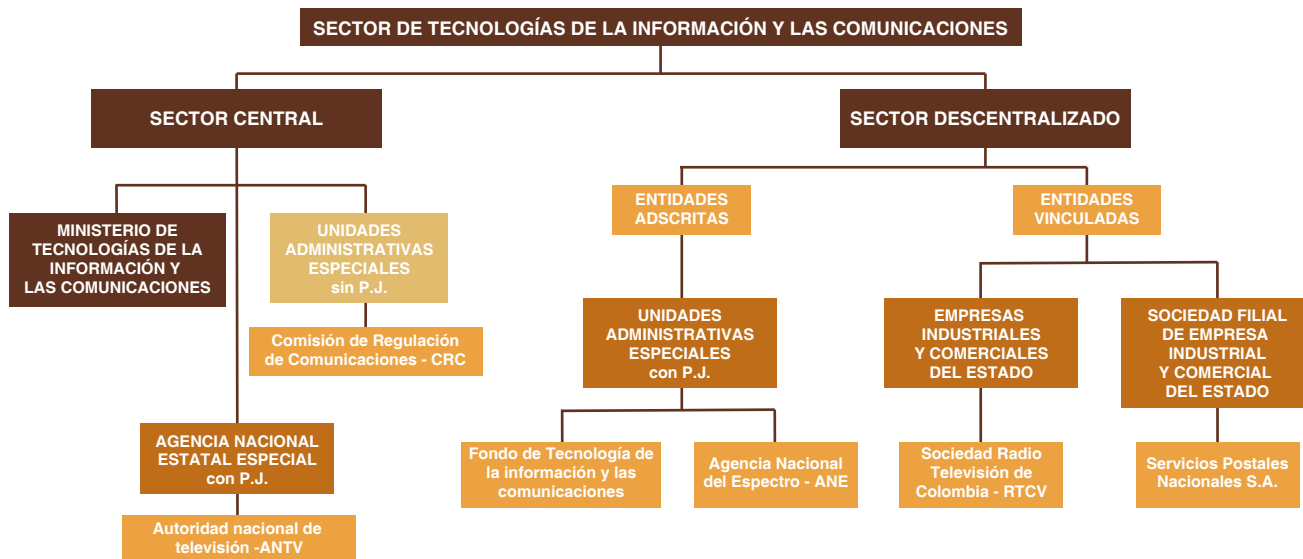 SECTOR DE TECNOLOGÍAS DE LA INFORMACIÓN Y LAS COMUNICACIONES
SECTOR CENTRAL
SECTOR DESCENTRALIZADO
MINISTERIO DE
TECNOLOGÍAS DE LA
INFORMACIÓN Y
LAS COMUNICACIONES
UNIDADES
ADMINISTRATIVAS
ESPECIALES
sin P.J.
Comisión de Regulación
de Comunicaciones - CRC
AGENCIA NACIONAL
ESTATAL ESPECIAL
con P.J.
Autoridad nacional de
televisión -ANTV
ENTIDADES
ADSCRITAS
UNIDADES
ADMINISTRATIVAS
ESPECIALES
con P.J.
Fondo de Tecnología de
la información y las
comunicaciones
Agencia Nacional
del Espectro - ANE
ENTIDADES
VINCULADAS
EMPRESAS
INDUSTRIALES
Y COMERCIALES
DEL ESTADO
Sociedad Radio
Televisión de
Colombia - RTCV
SOCIEDAD FILIAL
DE EMPRESA
INDUSTRIAL
Y COMERCIAL
DEL ESTADO
Servicios Postales
Nacionales S.A.